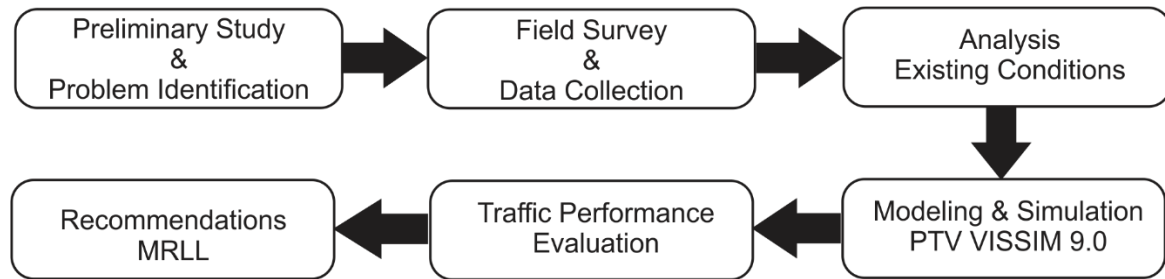 Preliminary Study
&
Problem Identification
Field Survey
&
Data Collection
Analysis
Existing Conditions
Modeling & Simulation
PTV VISSIM 9.0
Traffic Performance
Evaluation
Recommendations
MRLL